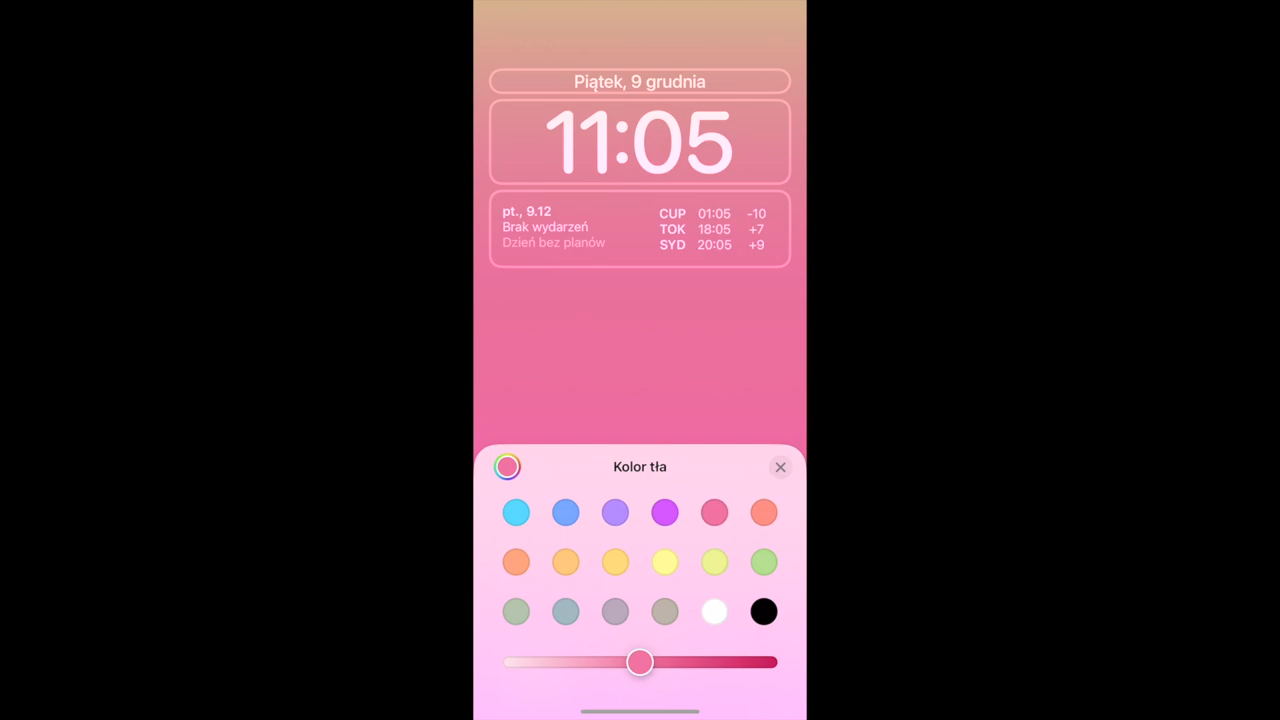 Piątek, 9 grudnia
11:05
pt., 9.12
Brak wydarzeń
Dzień bez planów
CUP 01:05 -10
TOK 18:05 +7
SYD 20:05 +9
Kolor tła